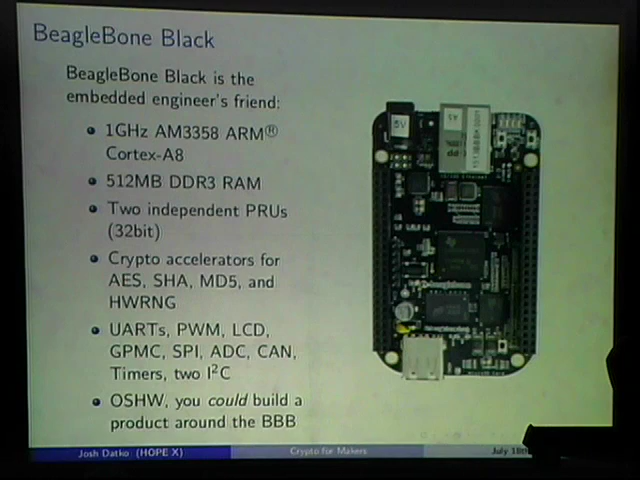 BeagleBone Black
BeagleBone Black is the
embedded engineer's friend:
1GHz AM3358 ARM®
Cortex-A8
512MB DDR3 RAM
Two independent PRUs
(32bit)
Crypto accelerators for
AES, SHA, MD5, and
HWRNG
UARTs, PWM, LCD,
GPMC, SPI, ADC, CAN,
Timers, two I²C
OSHW, you could build a
product around the BBB
5V
Josh Datko (HOPE X)
Crypto for Makers
July 18th